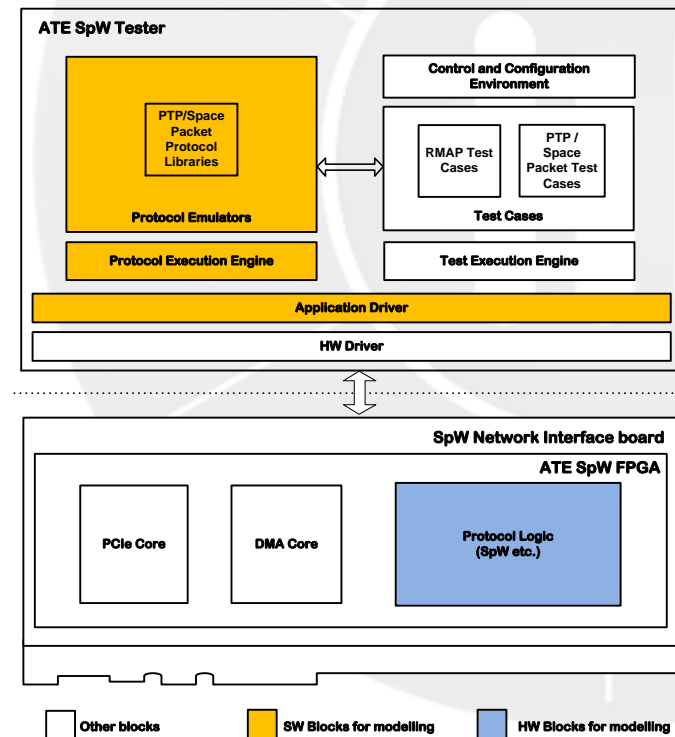 ATE SpW Tester
PTP/Space
Packet
Protocol
Libraries
Protocol Emulators
Protocol Execution Engine
Control and Configuration
Environment
RMAP Test
Cases
PTP /
Space
Packet Test
Cases
Test Cases
Test Execution Engine
Application Driver
HW Driver
SpW Network Interface board
ATE SpW FPGA
PCIe Core
DMA Core
Protocol Logic
(SpW etc.)
Other blocks
SW Blocks for modelling
HW Blocks for modelling